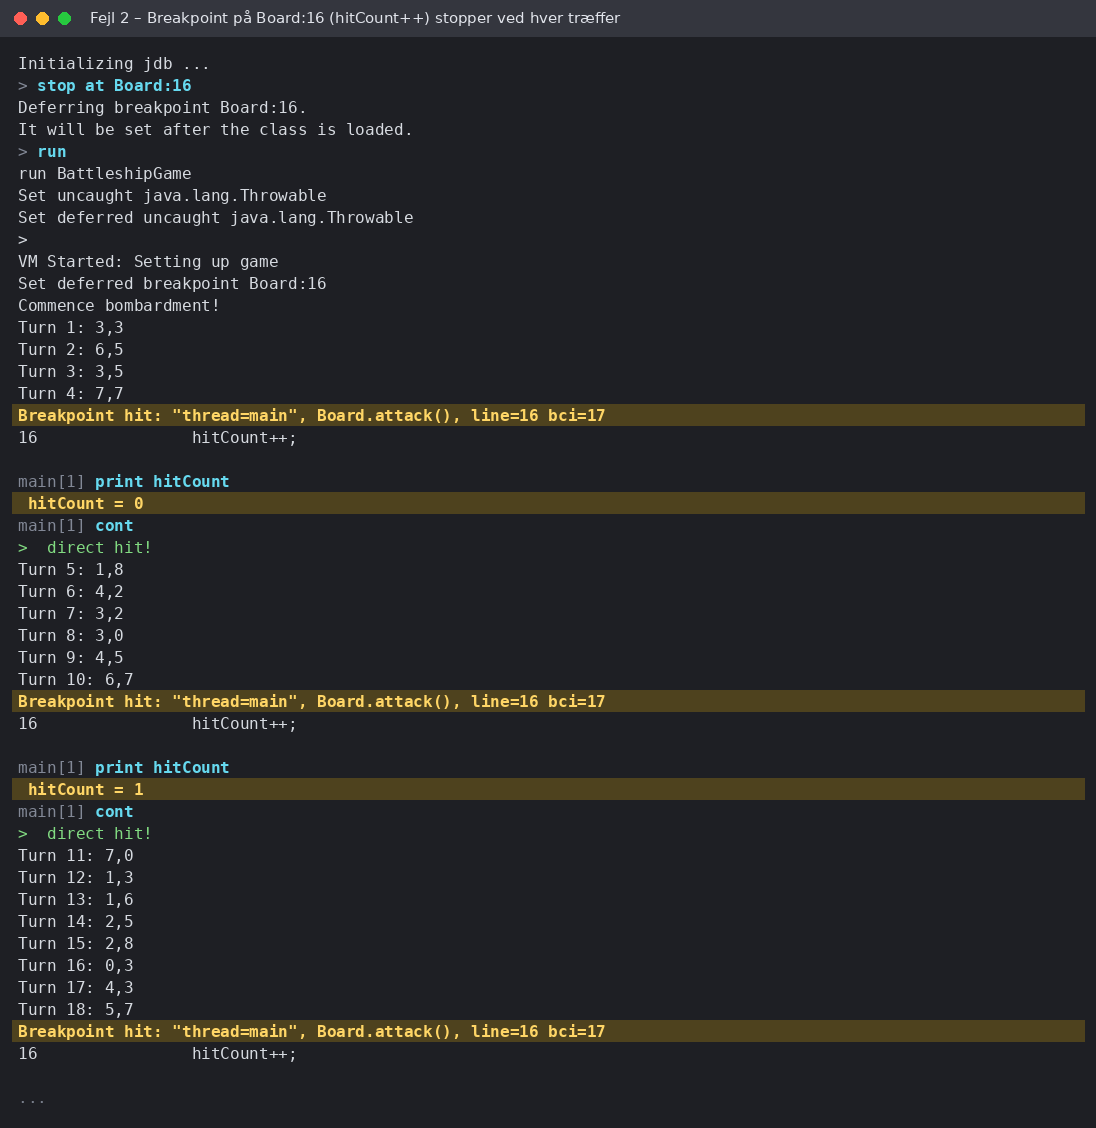 Fejl 2 – Breakpoint på Board:16 (hitCount++) stopper ved hver træffer
Initializing jdb ...
> stop at Board:16
Deferring breakpoint Board:16.
It will be set after the class is loaded.
> run
run BattleshipGame
Set uncaught java.lang.Throwable
Set deferred uncaught java.lang.Throwable
>
VM Started: Setting up game
Set deferred breakpoint Board:16
Commence bombardment!
Turn 1: 3,3
Turn 2: 6,5
Turn 3: 3,5
Turn 4: 7,7
Breakpoint hit: "thread=main", Board.attack(), line=16 bci=17
16                hitCount++;
main[1] print hitCount
 hitCount = 0
main[1] cont
>  direct hit!
Turn 5: 1,8
Turn 6: 4,2
Turn 7: 3,2
Turn 8: 3,0
Turn 9: 4,5
Turn 10: 6,7
Breakpoint hit: "thread=main", Board.attack(), line=16 bci=17
16                hitCount++;
main[1] print hitCount
 hitCount = 1
main[1] cont
>  direct hit!
Turn 11: 7,0
Turn 12: 1,3
Turn 13: 1,6
Turn 14: 2,5
Turn 15: 2,8
Turn 16: 0,3
Turn 17: 4,3
Turn 18: 5,7
Breakpoint hit: "thread=main", Board.attack(), line=16 bci=17
16                hitCount++;
...